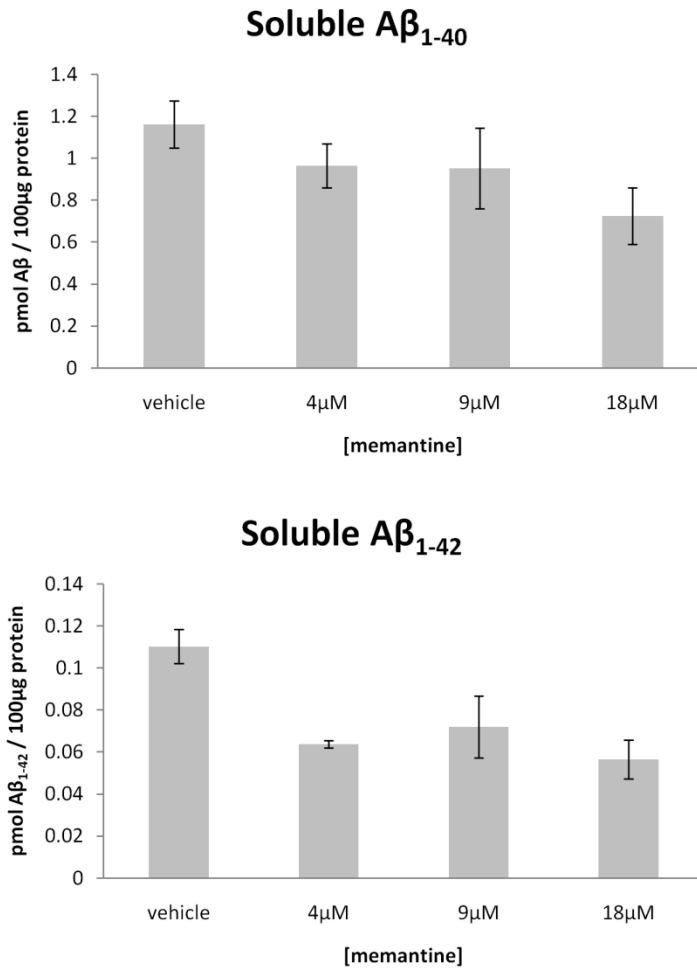 Soluble Aβ1-40
pmol Aβ / 100µg protein
1.4
1.2
1
0.8
0.6
0.4
0.2
0
vehicle 4µM 9µM 18µM
[memantine]
Soluble Aβ1-42
pmol Aβ1-42 / 100µg protein
0.14
0.12
0.1
0.08
0.06
0.04
0.02
0
vehicle 4µM 9µM 18µM
[memantine]